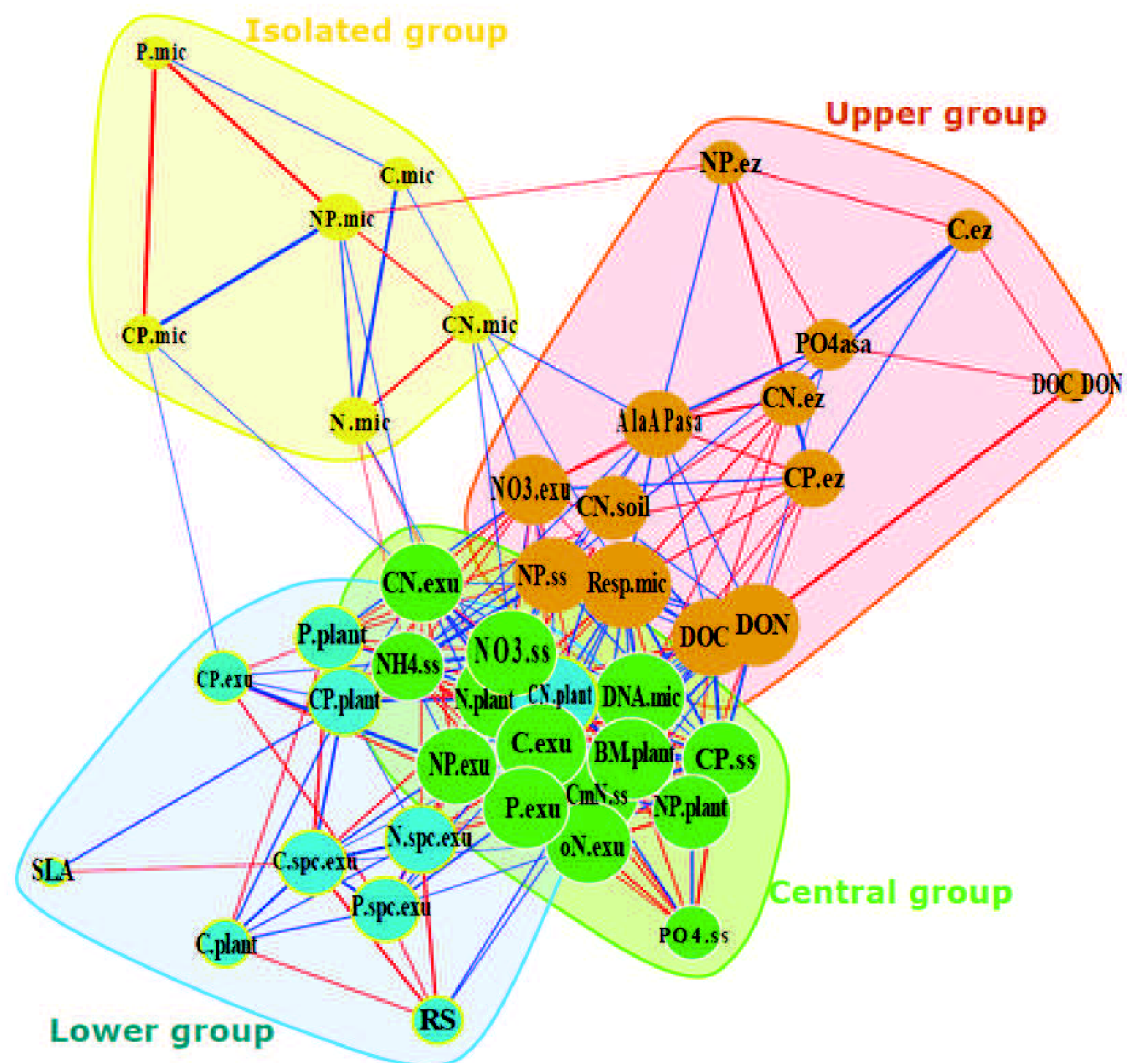 Isolated group
P.mic
Upper group
NP.ez
C.mic
NP.mic
C.ez
CN.mic
CP.mic
PO4asa
DOC_DON
CN.ez
N.mic
AlaAPasa
CP.ez
NO3.exu
CN.soil
CN.exu
NP.ss
Resp.mic
P.plant
DOC
DON
NH4.ss
NO3.ss
CP.exu
CP.plant
N.plant
CN.plant
DNA.mic
C.exu
BM.plant
CP.ss
NP.exu
CmN.ss
P.exu
NP.plant
N.spc.exu
oN.exu
SLA
C.spc.exu
Central group
P.spc.exu
C.plant
PO4.ss
RS
Lower group